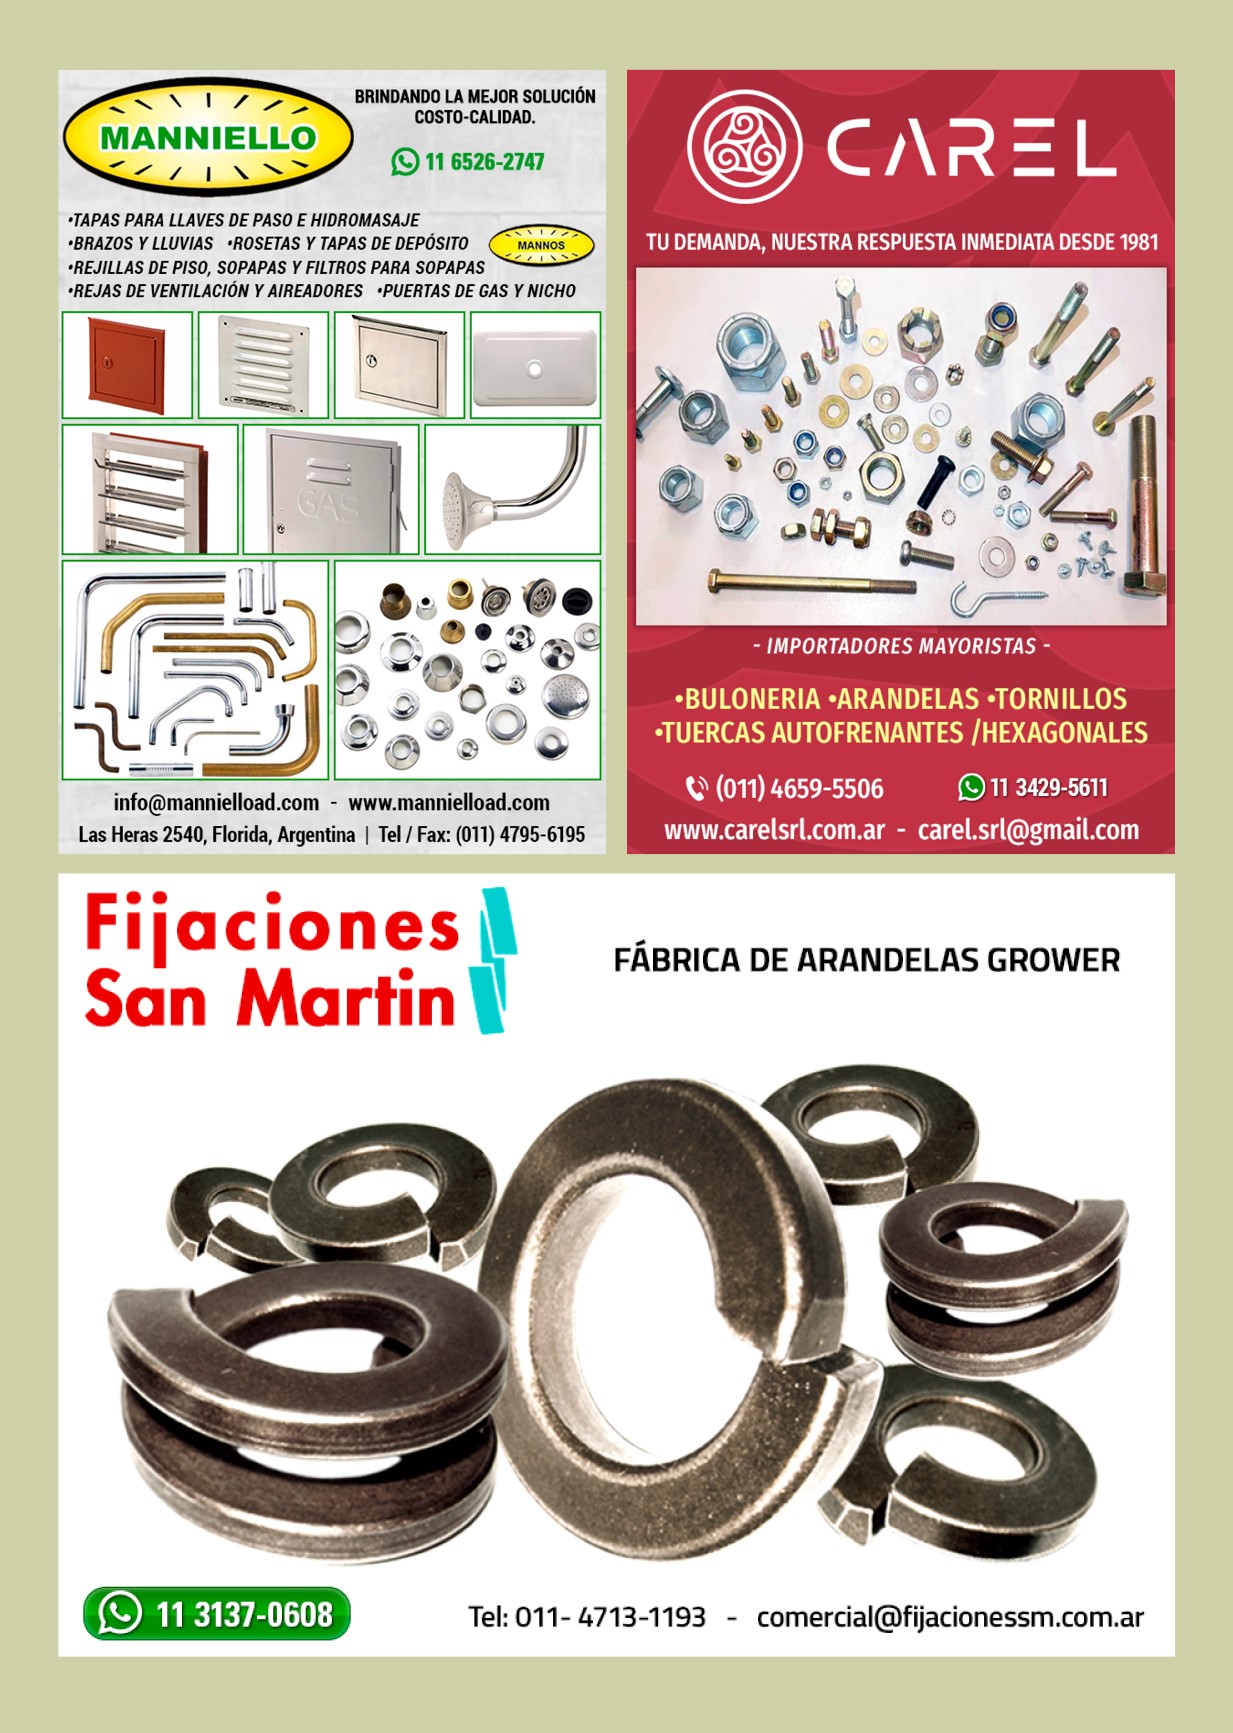 MANNIELLO
BRINDANDO LA MEJOR SOLUCIÓN
COSTO-CALIDAD.
11 6526-2747
•TAPAS PARA LLAVES DE PASO E HIDROMASAJE
•BRAZOS Y LLUVIAS •ROSETAS Y TAPAS DE DEPÓSITO
MANNOS
•REJILLAS DE PISO, SOPAPAS Y FILTROS PARA SOPAPAS
•REJAS DE VENTILACIÓN Y AIREADORES •PUERTAS DE GAS Y NICHO
GAS
info@mannielload.com - www.mannielload.com
Las Heras 2540, Florida, Argentina | Tel / Fax: (011) 4795-6195
CAREL
TU DEMANDA, NUESTRA RESPUESTA INMEDIATA DESDE 1981
- IMPORTADORES MAYORISTAS -
•BULONERIA •ARANDELAS •TORNILLOS
•TUERCAS AUTOFRENANTES /HEXAGONALES
(011) 4659-5506 11 3429-5611
www.carelsrl.com.ar - carel.srl@gmail.com
Fijaciones
San Martin
FÁBRICA DE ARANDELAS GROWER
11 3137-0608
Tel: 011- 4713-1193 - comercial@fijacionessm.com.ar